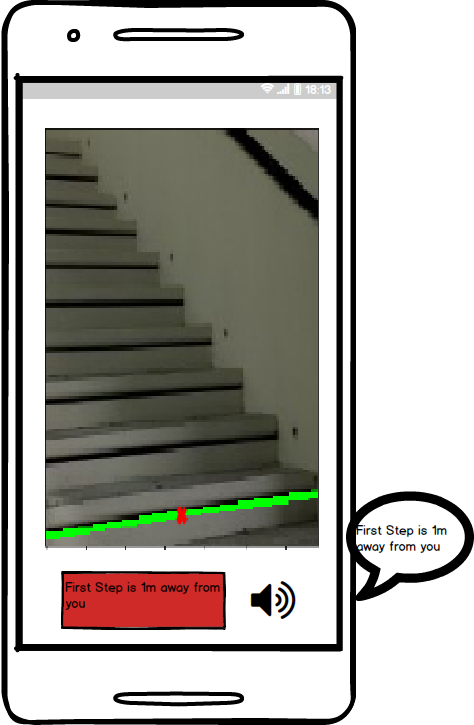 18:13
First Step is 1m away from
you
First Step is 1m
away from you